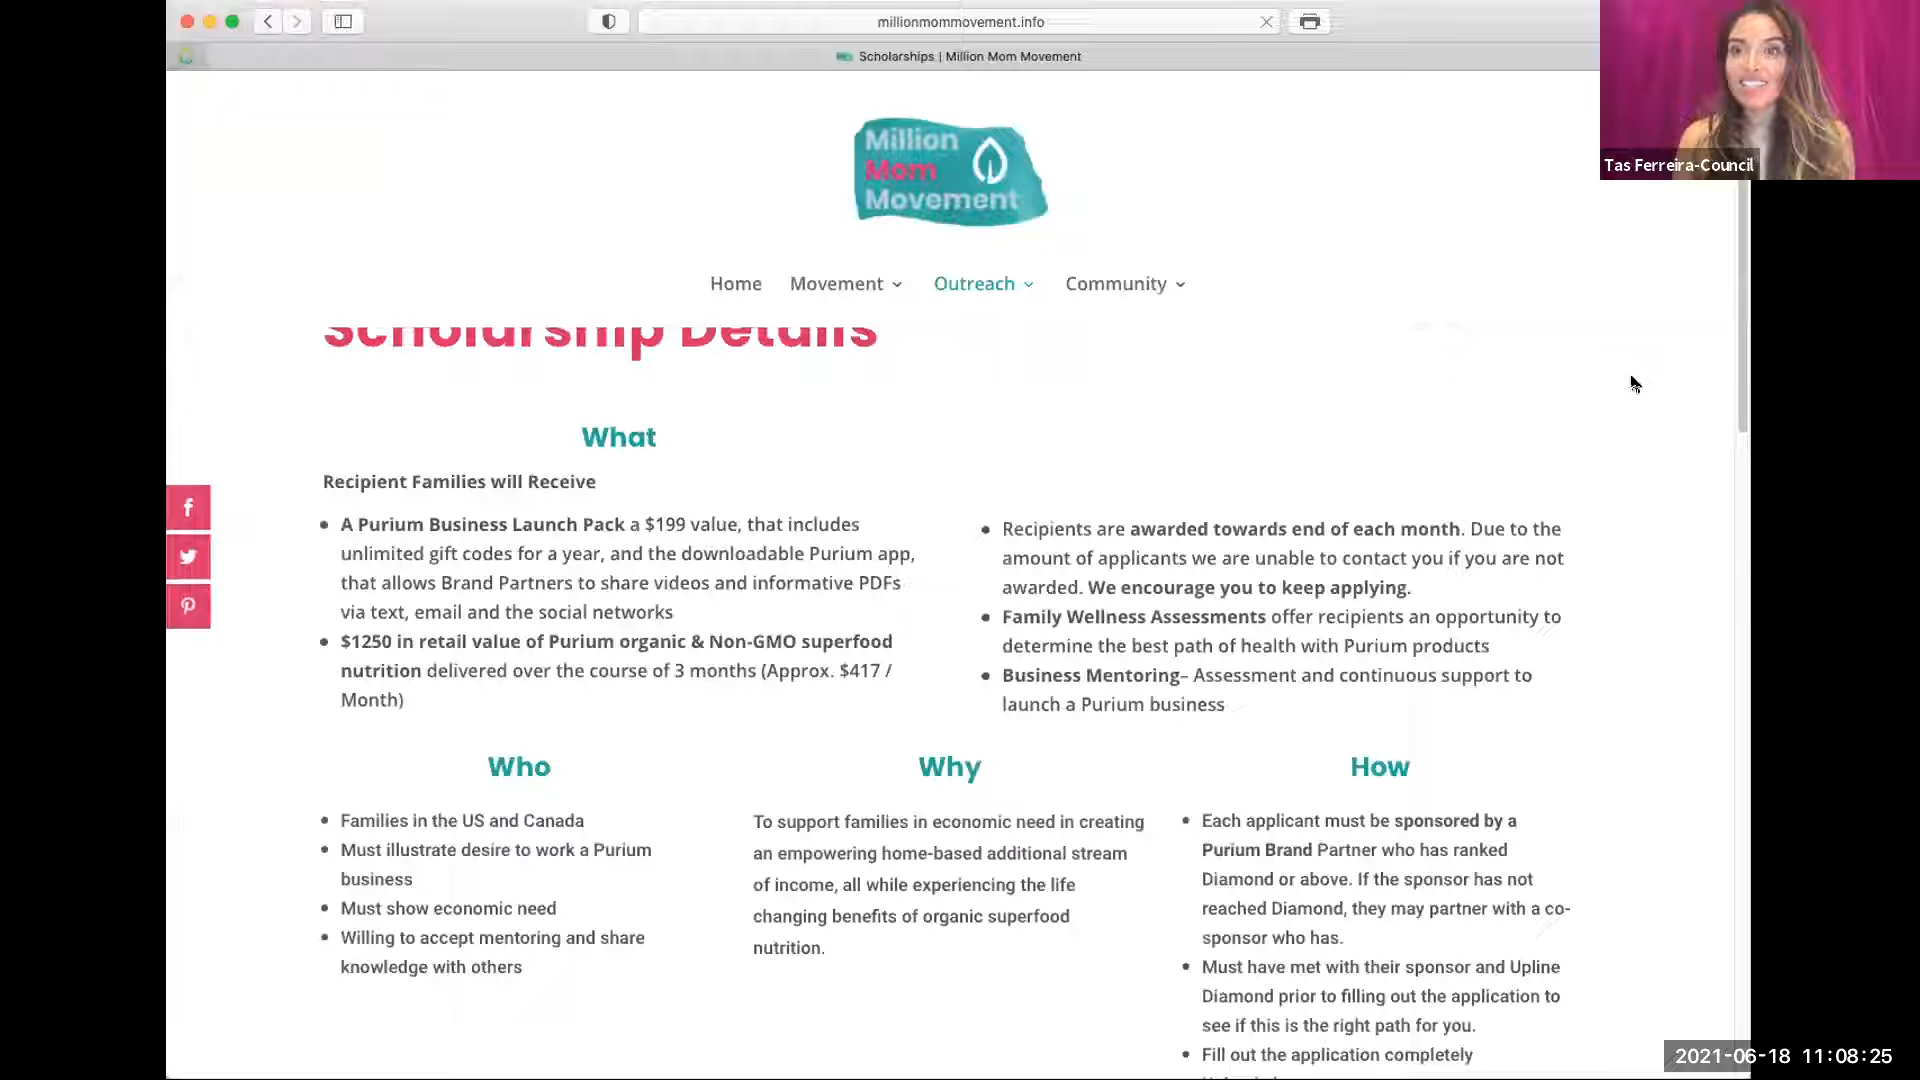 millionmommovement.info
Scholarships | Million Mom Movement
Tas Ferreira-Council
Million
Mom
Movement
Home Movement Outreach Community
Scholarship Details
What
Recipient Families will Receive
A Purium Business Launch Pack a $199 value, that includes
unlimited gift codes for a year, and the downloadable Purium app,
that allows Brand Partners to share videos and informative PDFs
via text, email and the social networks
$1250 in retail value of Purium organic & Non-GMO superfood
nutrition delivered over the course of 3 months (Approx. $417 /
Month)
Recipients are awarded towards end of each month. Due to the
amount of applicants we are unable to contact you if you are not
awarded. We encourage you to keep applying.
Family Wellness Assessments offer recipients an opportunity to
determine the best path of health with Purium products
Business Mentoring– Assessment and continuous support to
launch a Purium business
Who
Families in the US and Canada
Must illustrate desire to work a Purium
business
Must show economic need
Willing to accept mentoring and share
knowledge with others
Why
To support families in economic need in creating
an empowering home-based additional stream
of income, all while experiencing the life
changing benefits of organic superfood
nutrition.
How
Each applicant must be sponsored by a
Purium Brand Partner who has ranked
Diamond or above. If the sponsor has not
reached Diamond, they may partner with a co-
sponsor who has.
Must have met with their sponsor and Upline
Diamond prior to filling out the application to
see if this is the right path for you.
Fill out the application completely
2021-06-18 11:08:25